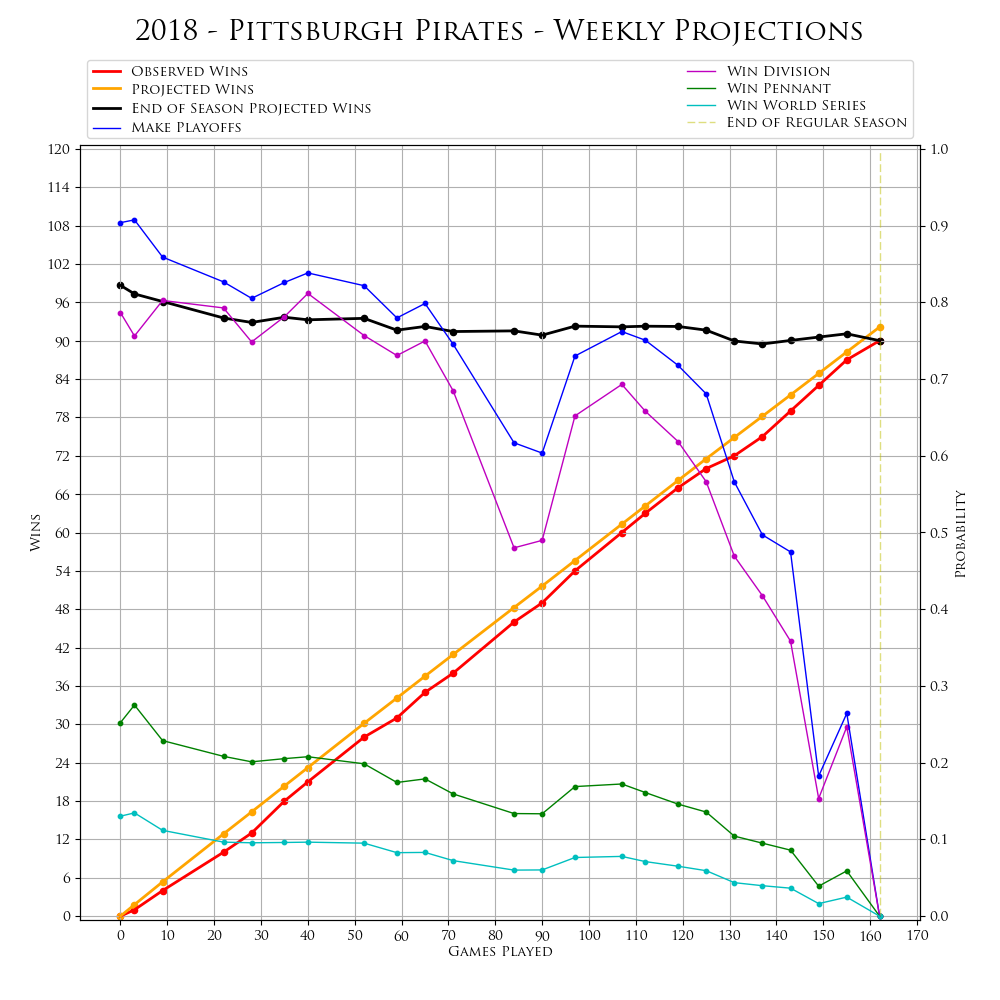 2018 - Pittsburgh Pirates - Weekly Projections
Observed Wins
Projected Wins
End of Season Projected Wins
Make Playoffs
Win Division
Win Pennant
Win World Series
End of Regular Season
120
114
108
102
96
90
84
78
72
66
60
54
48
42
36
30
24
18
12
6
0
Wins
1.0
0.9
0.8
0.7
0.6
0.5
0.4
0.3
0.2
0.1
0.0
Probability
0 10 20 30 40 50 60 70 80 90 100 110 120 130 140 150 160 170
Games Played